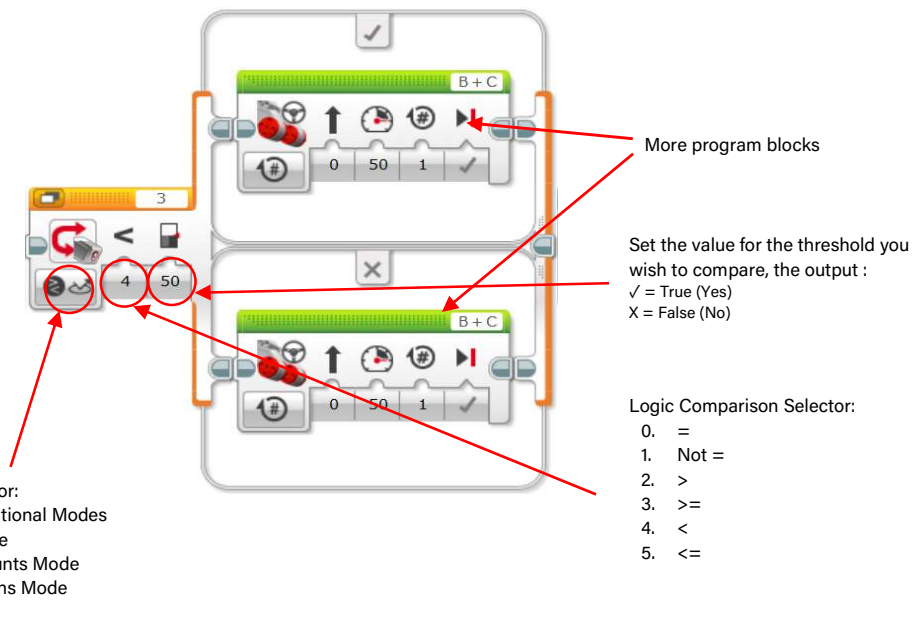 B + C
0 50 1
More program blocks
3
<
4 50
Set the value for the threshold you
wish to compare, the output :
✓ = True (Yes)
X = False (No)
B + C
0 50 1
Logic Comparison Selector:
0. =
1. Not =
2. >
3. >=
4. <
5. <=
or:
tional Modes
e
unts Mode
ns Mode